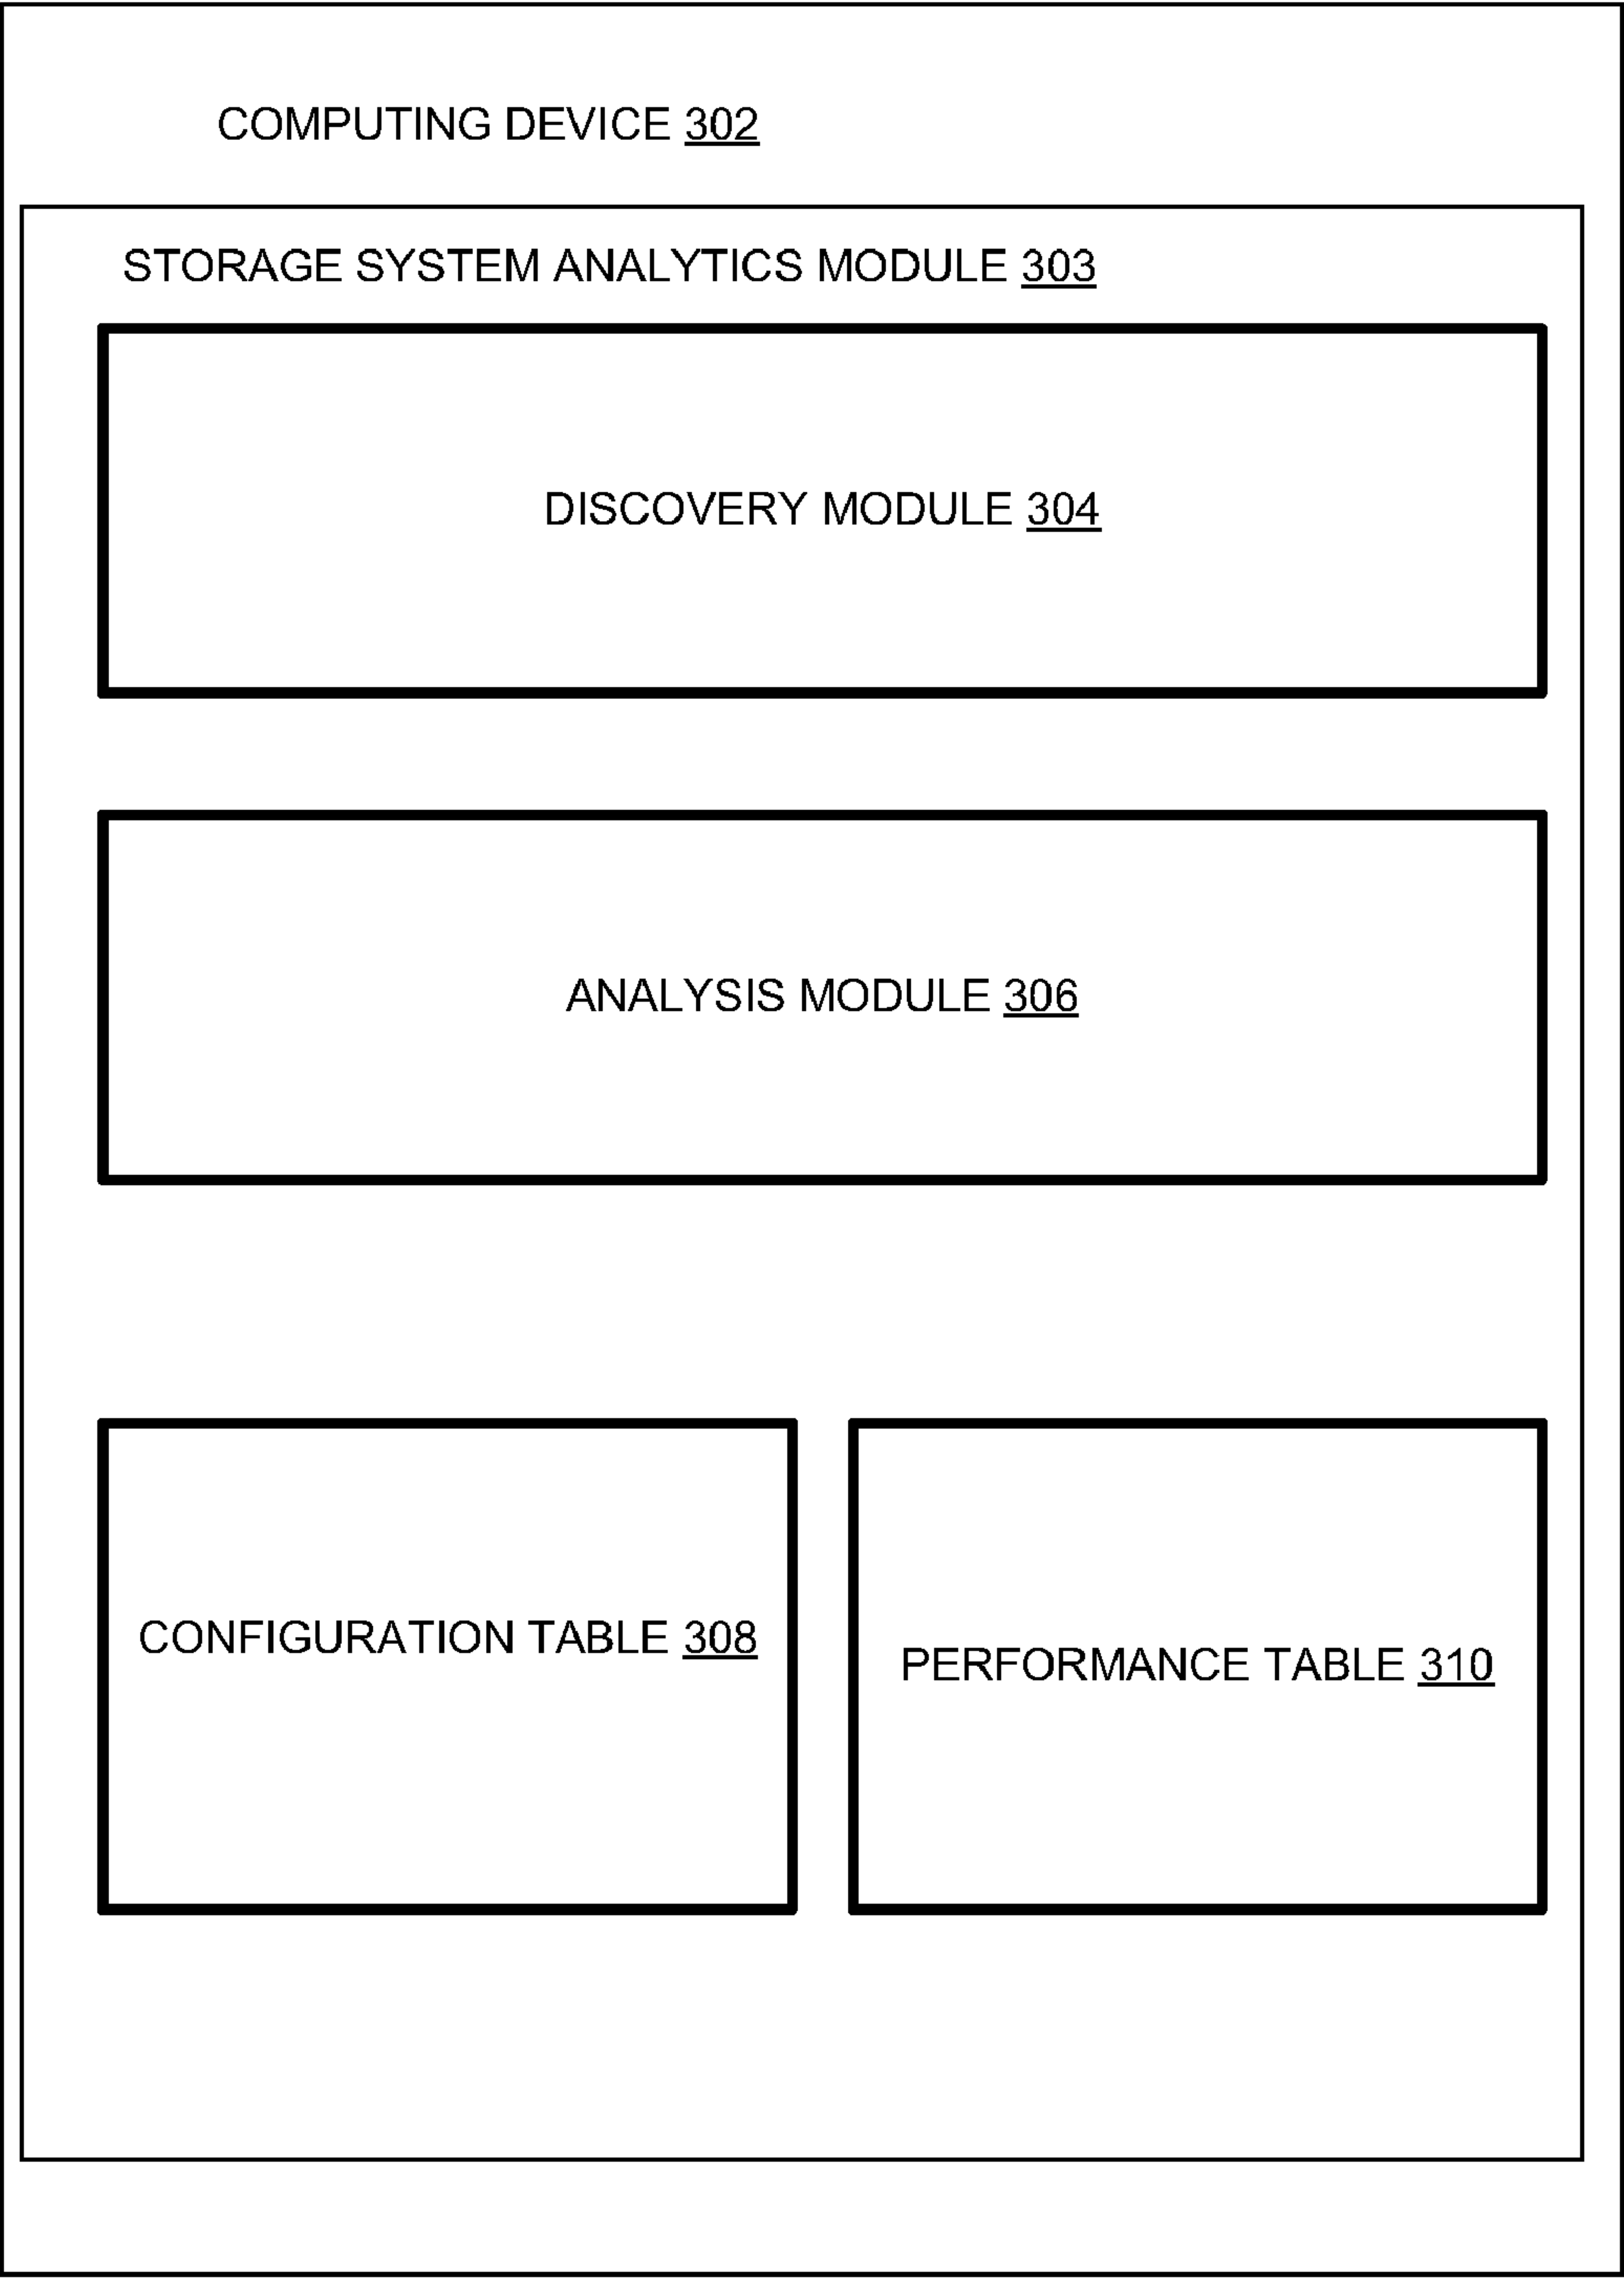 COMPUTING DEVICE 302
STORAGE SYSTEM ANALYTICS MODULE 303
DISCOVERY MODULE 304
ANALYSIS MODULE 306
CONFIGURATION TABLE 308
PERFORMANCE TABLE 310